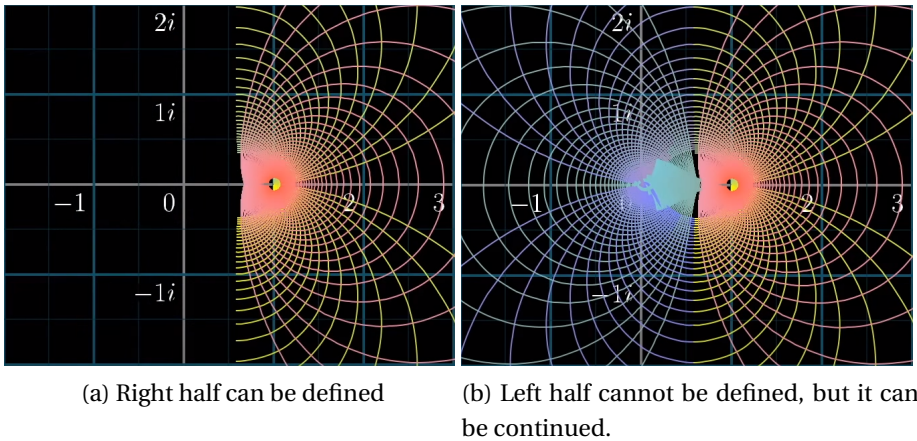 2i
1i
-1
0
2
3
-1i
(a) Right half can be defined
2i
1i
-1
2
3
-1i
(b) Left half cannot be defined, but it can
be continued.